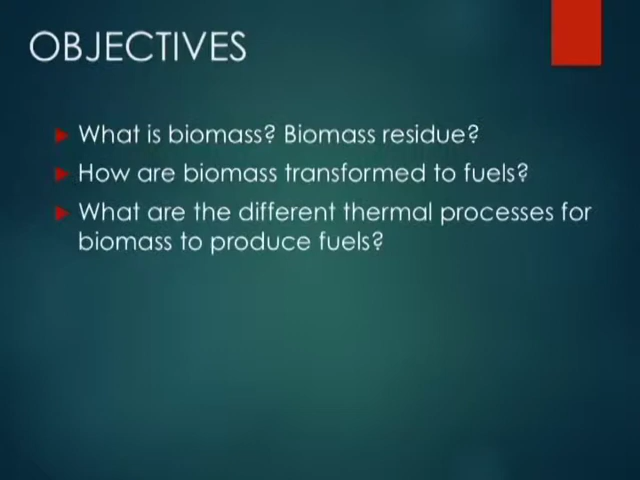 OBJECTIVES
What is biomass? Biomass residue?
How are biomass transformed to fuels?
What are the different thermal processes for
biomass to produce fuels?